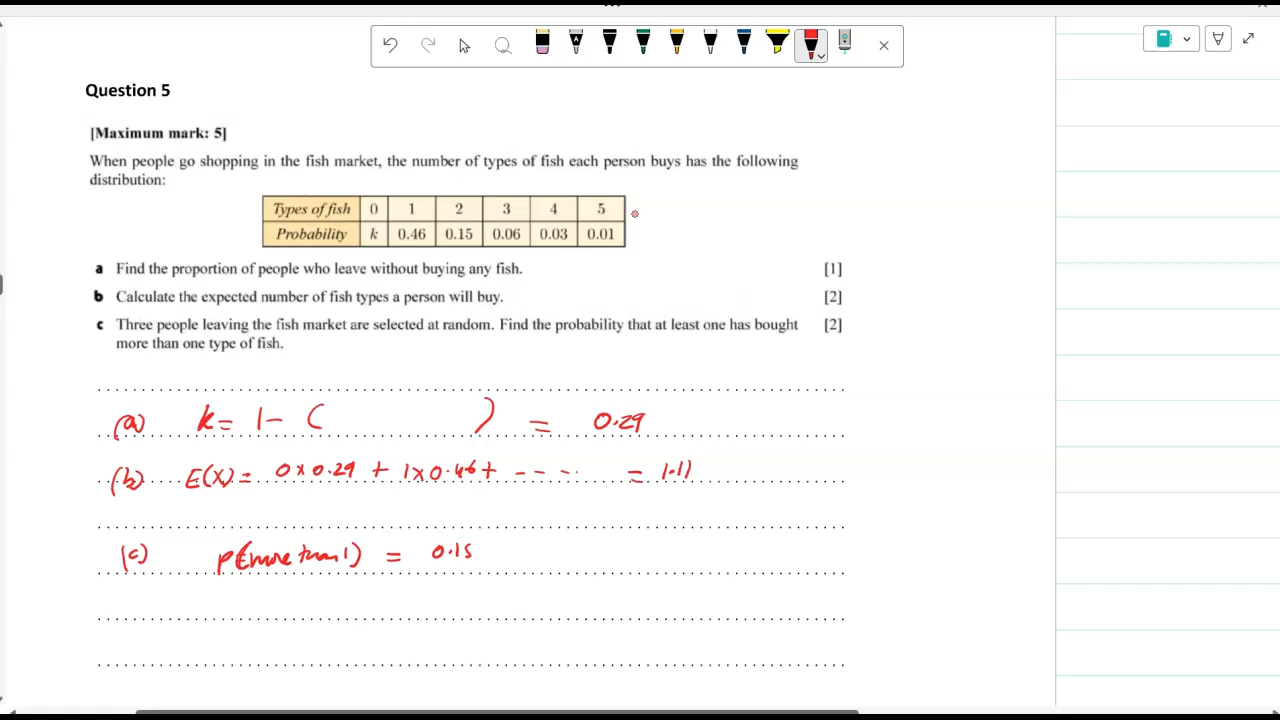 Question 5
[Maximum mark: 5]
When people go shopping in the fish market, the number of types of fish each person buys has the following
distribution:
Types of fish 0 1 2 3 4 5
Probability k 0.46 0.15 0.06 0.03 0.01
a Find the proportion of people who leave without buying any fish. [1]
b Calculate the expected number of fish types a person will buy. [2]
c Three people leaving the fish market are selected at random. Find the probability that at least one has bought [2]
more than one type of fish.
(a) k = 1 - ( ) = 0.29
(b) E(X) = 0 x 0.29 + 1 x 0.46 + ----.. = 1.11
(c) P(more than 1) = 0.15